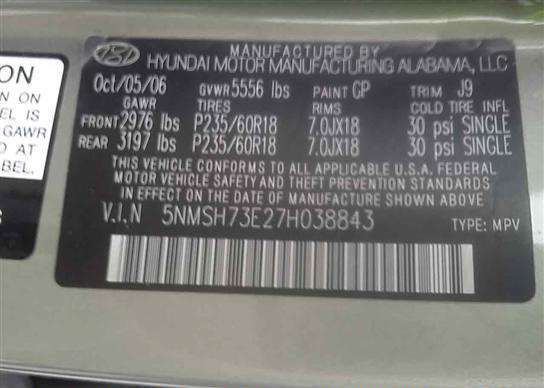 MANUFACTURED BY
HYUNDAI MOTOR MANUFACTURING ALABAMA, LLC
Oct/05/06 GVWR 5556 lbs PAINT GP TRIM J9
GAWR TIRES RIMS COLD TIRE INFL
FRONT 2976 lbs P235/60R18 7.0JX18 30 psi SINGLE
REAR 3197 lbs P235/60R18 7.0JX18 30 psi SINGLE
THIS VEHICLE CONFORMS TO ALL APPLICABLE U.S.A. FEDERAL
MOTOR VEHICLE SAFETY AND THEFT PREVENTION STANDARDS
IN EFFECT ON THE DATE OF MANUFACTURE SHOWN ABOVE
V.I.N 5NMSH73E27H038843 TYPE: MPV
ON
N ON
EL IS
GAWR
D AT
BEL.